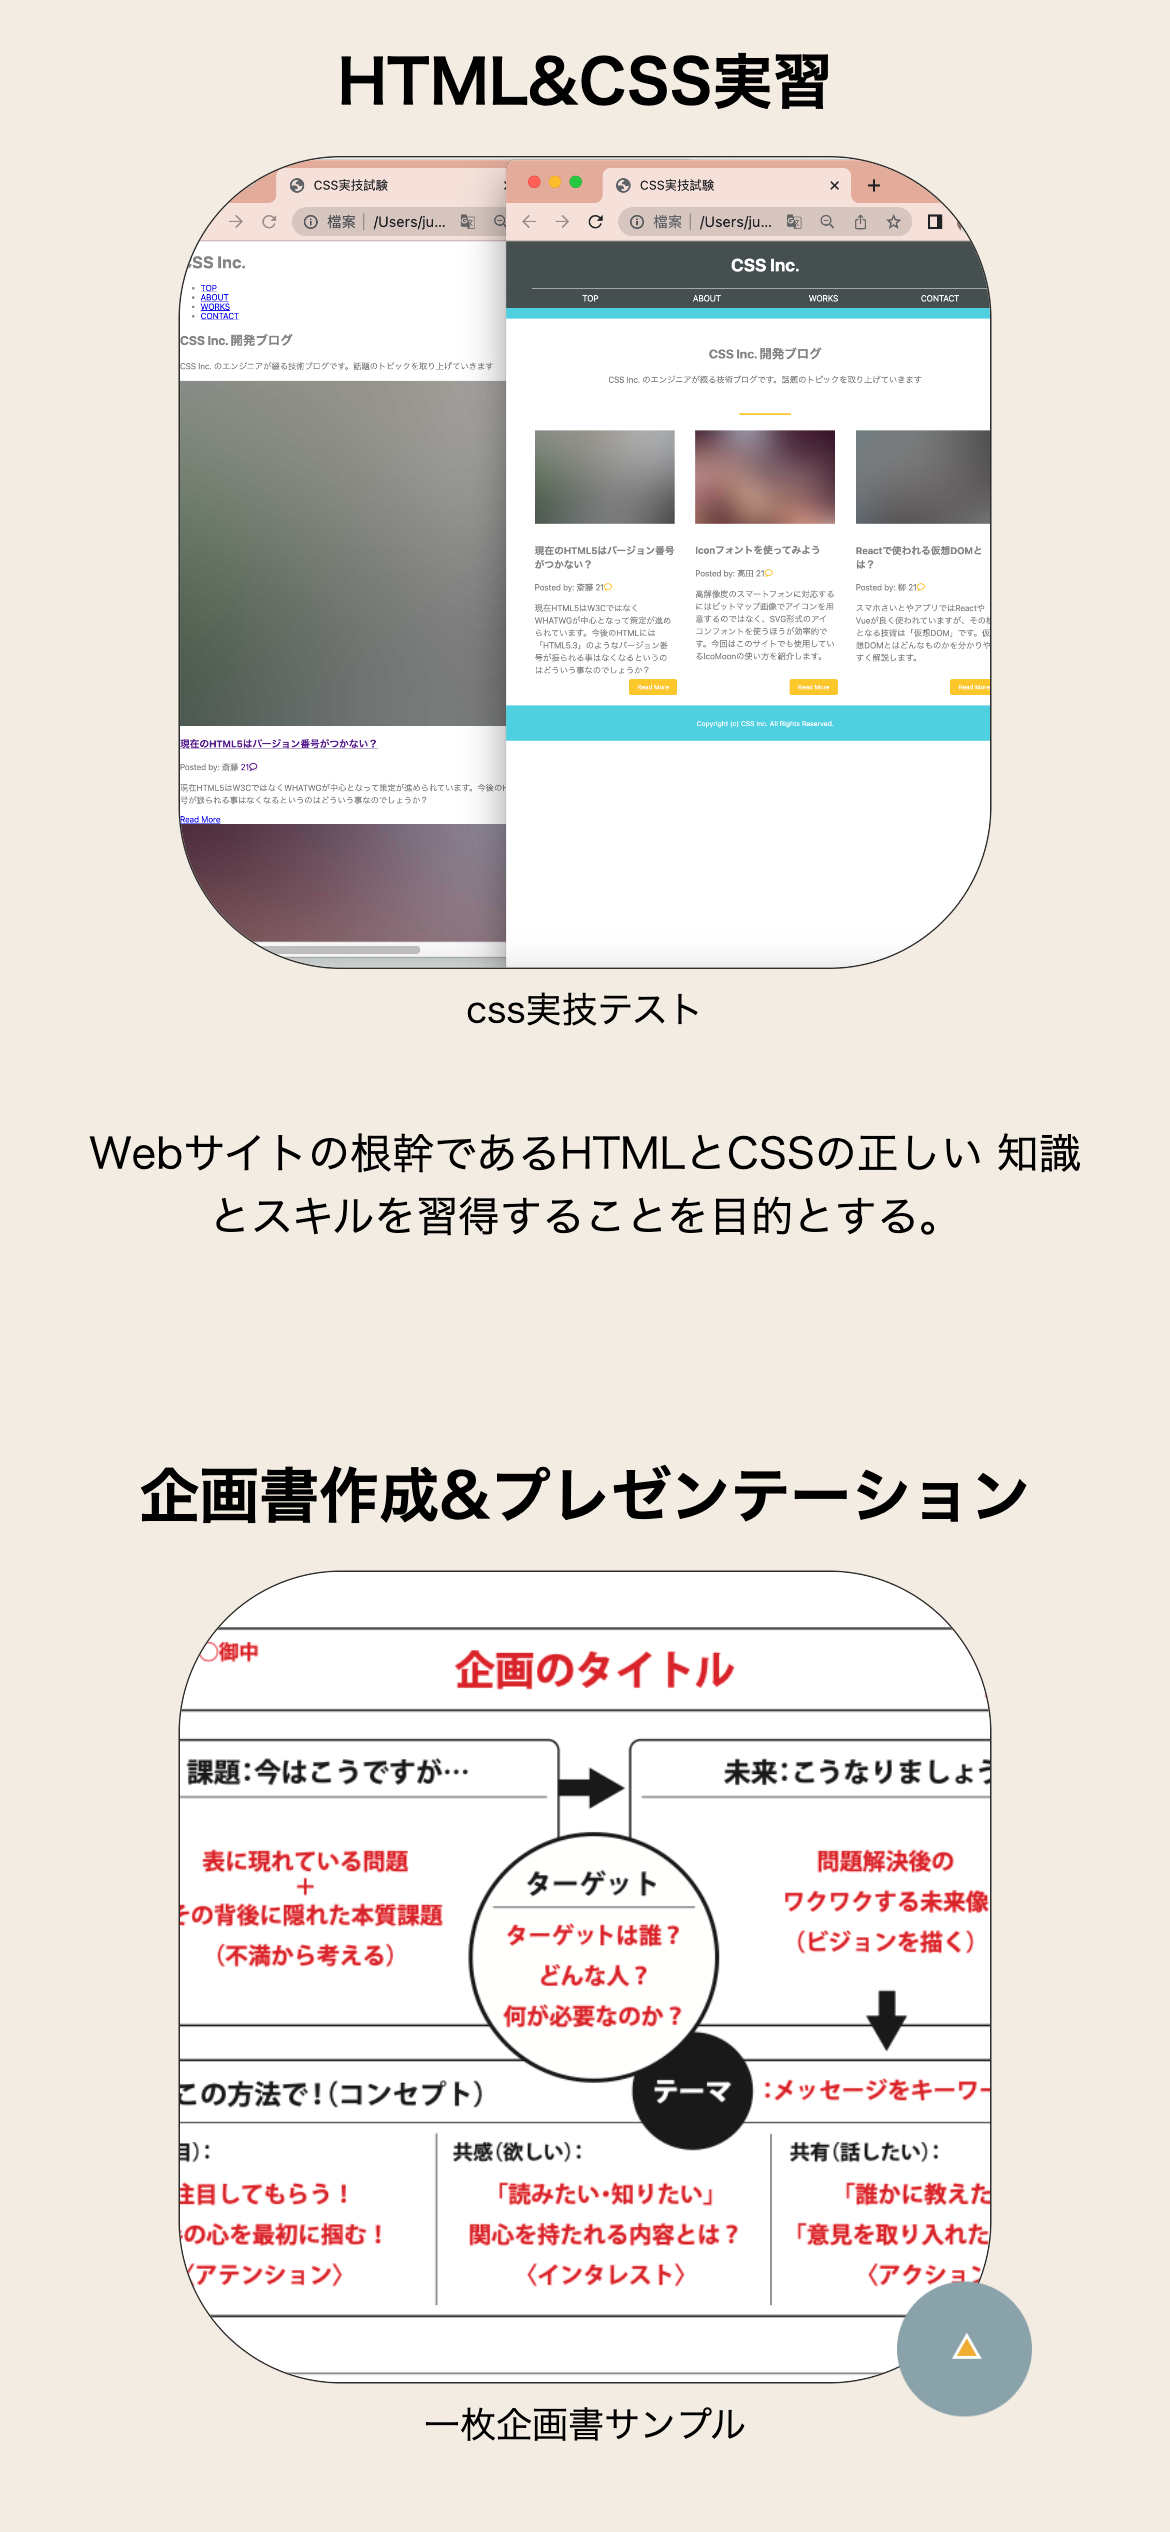 HTML&CSS実習
CSS実技試験
檔案 | /Users/ju...
CSS実技試験
檔案 | /Users/ju...
CSS Inc.
TOP
ABOUT
WORKS
CONTACT
CSS Inc. 開発ブログ
CSS Inc. のエンジニアが綴る技術ブログです。話題のトピックを取り上げていきます
現在のHTML5はバージョン番号がつかない？
Posted by: 斎藤 21
現在HTML5はW3CではなくWHATWGが中心となって策定が進められています。今後の
号が振られる事はなくなるというのはどういう事なのでしょうか？
Read More
CSS Inc.
TOP ABOUT WORKS CONTACT
CSS Inc. 開発ブログ
CSS Inc. のエンジニアが綴る技術ブログです。話題のトピックを取り上げていきます
現在のHTML5はバージョン番号
がつかない？
Posted by: 斎藤 21
現在HTML5はW3Cではなく
WHATWGが中心となって策定が進め
られています。今後のHTMLには
「HTML5.3」のようなバージョン番
号が振られる事はなくなるというの
はどういう事なのでしょうか？
Read More
Iconフォントを使ってみよう
Posted by: 高田 21
高解像度のスマートフォンに対応する
にはビットマップ画像でアイコンを用
意するのではなく、SVG形式のアイ
コンフォントを使うほうが効率的で
す。今回はこのサイトでも使用してい
るIcoMoonの使い方を紹介します。
Read More
Reactで使われる仮想DOMと
は？
Posted by: 柳 21
スマホさいとやアプリではReactや
Vueが良く使われていますが、その
となる技術は「仮想DOM」です。仮
想DOMとはどんなものかを分かりや
すく解説します。
Read More
Copyright (c) CSS Inc. All Rights Reserved.
css実技テスト
Webサイトの根幹であるHTMLとCSSの正しい 知識
とスキルを習得することを目的とする。
企画書作成&プレゼンテーション
〇御中
企画のタイトル
課題：今はこうですが…
未来：こうなりましょう
表に現れている問題
＋
その背後に隠れた本質課題
（不満から考える）
ターゲット
ターゲットは誰？
どんな人？
何が必要なのか？
問題解決後の
ワクワクする未来像
（ビジョンを描く）
この方法で！（コンセプト）
テーマ
：メッセージをキーワー
目）：
注目してもらう！
の心を最初に掴む！
〈アテンション〉
共感（欲しい）：
「読みたい・知りたい」
関心を持たれる内容とは？
〈インタレスト〉
共有（話したい）：
「誰かに教えた
「意見を取り入れた
〈アクション
一枚企画書サンプル